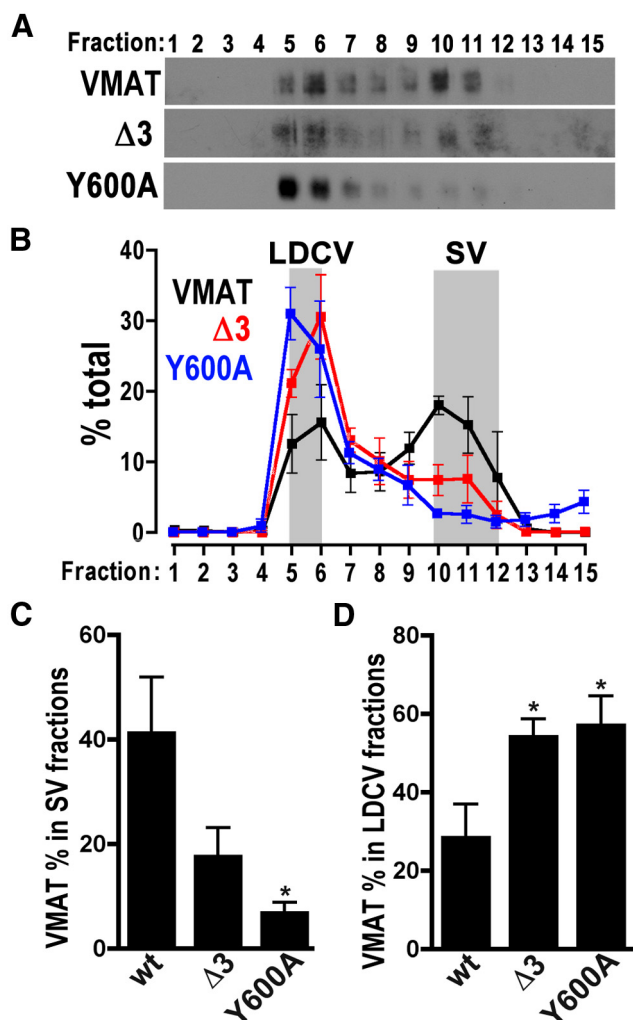 A
Fraction: 1 2 3 4 5 6 7 8 9 10 11 12 13 14 15
VMAT
Δ3
Y600A
B
LDCV SV
VMAT
Δ3
Y600A
% total
40
30
20
10
0
Fraction: 1 2 3 4 5 6 7 8 9 10 11 12 13 14 15
C
VMAT % in SV fractions
60
40
20
0
*
wt Δ3 Y600A
D
VMAT % in LDCV fractions
80
60
40
20
0
* *
wt Δ3 Y600A